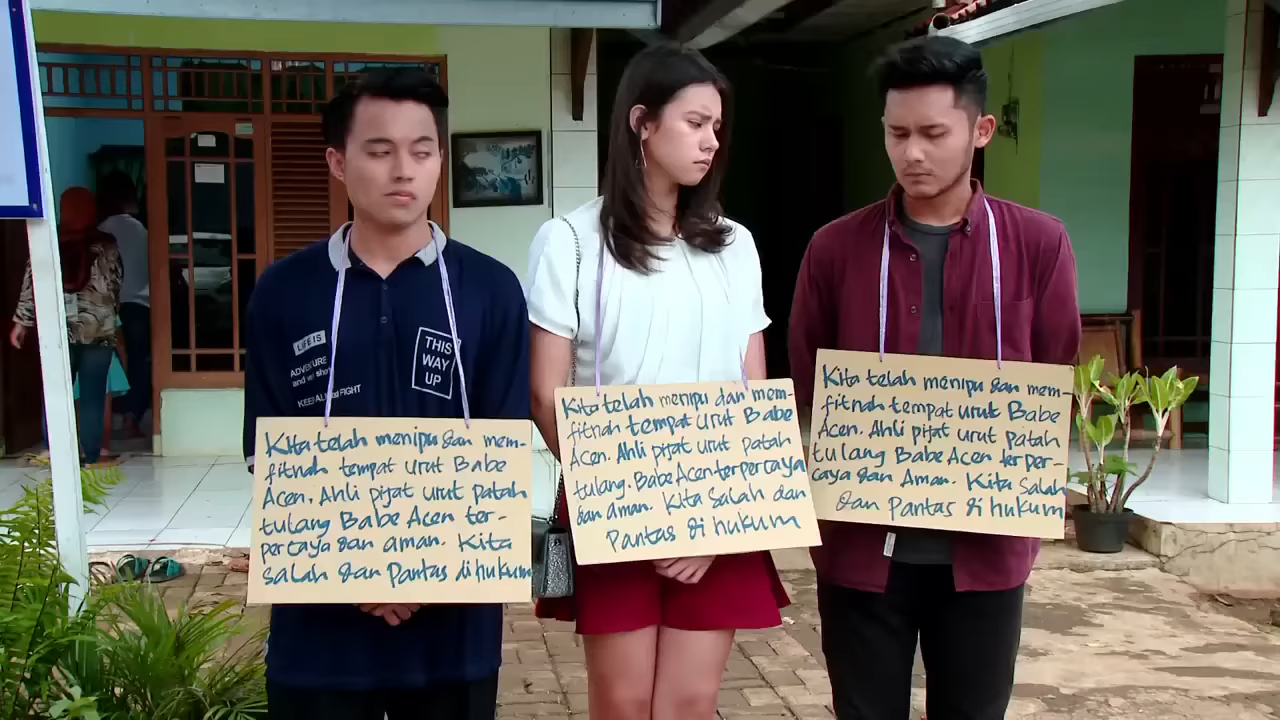 LIFE IS
ADVENTURE
KEEP
FIGHT
THIS
WAY
UP
Kita telah menipu dan mem-
fitnah tempat urut Babe
Acen. Ahli pijat urut patah
tulang Babe Acen ter-
percaya dan aman. Kita
salah dan Pantas di hukum
Kita telah menipu dan mem-
fitnah tempat urut Babe
Acen. Ahli pijat urut patah
tulang. Babe Acen terpercaya
dan aman. Kita salah dan
Pantas di hukum
Kita telah menipu dan mem-
fitnah tempat urut Babe
Acen. Ahli pijat urut patah
tulang Babe Acen terper-
caya dan Aman. Kita salah
dan Pantas di hukum